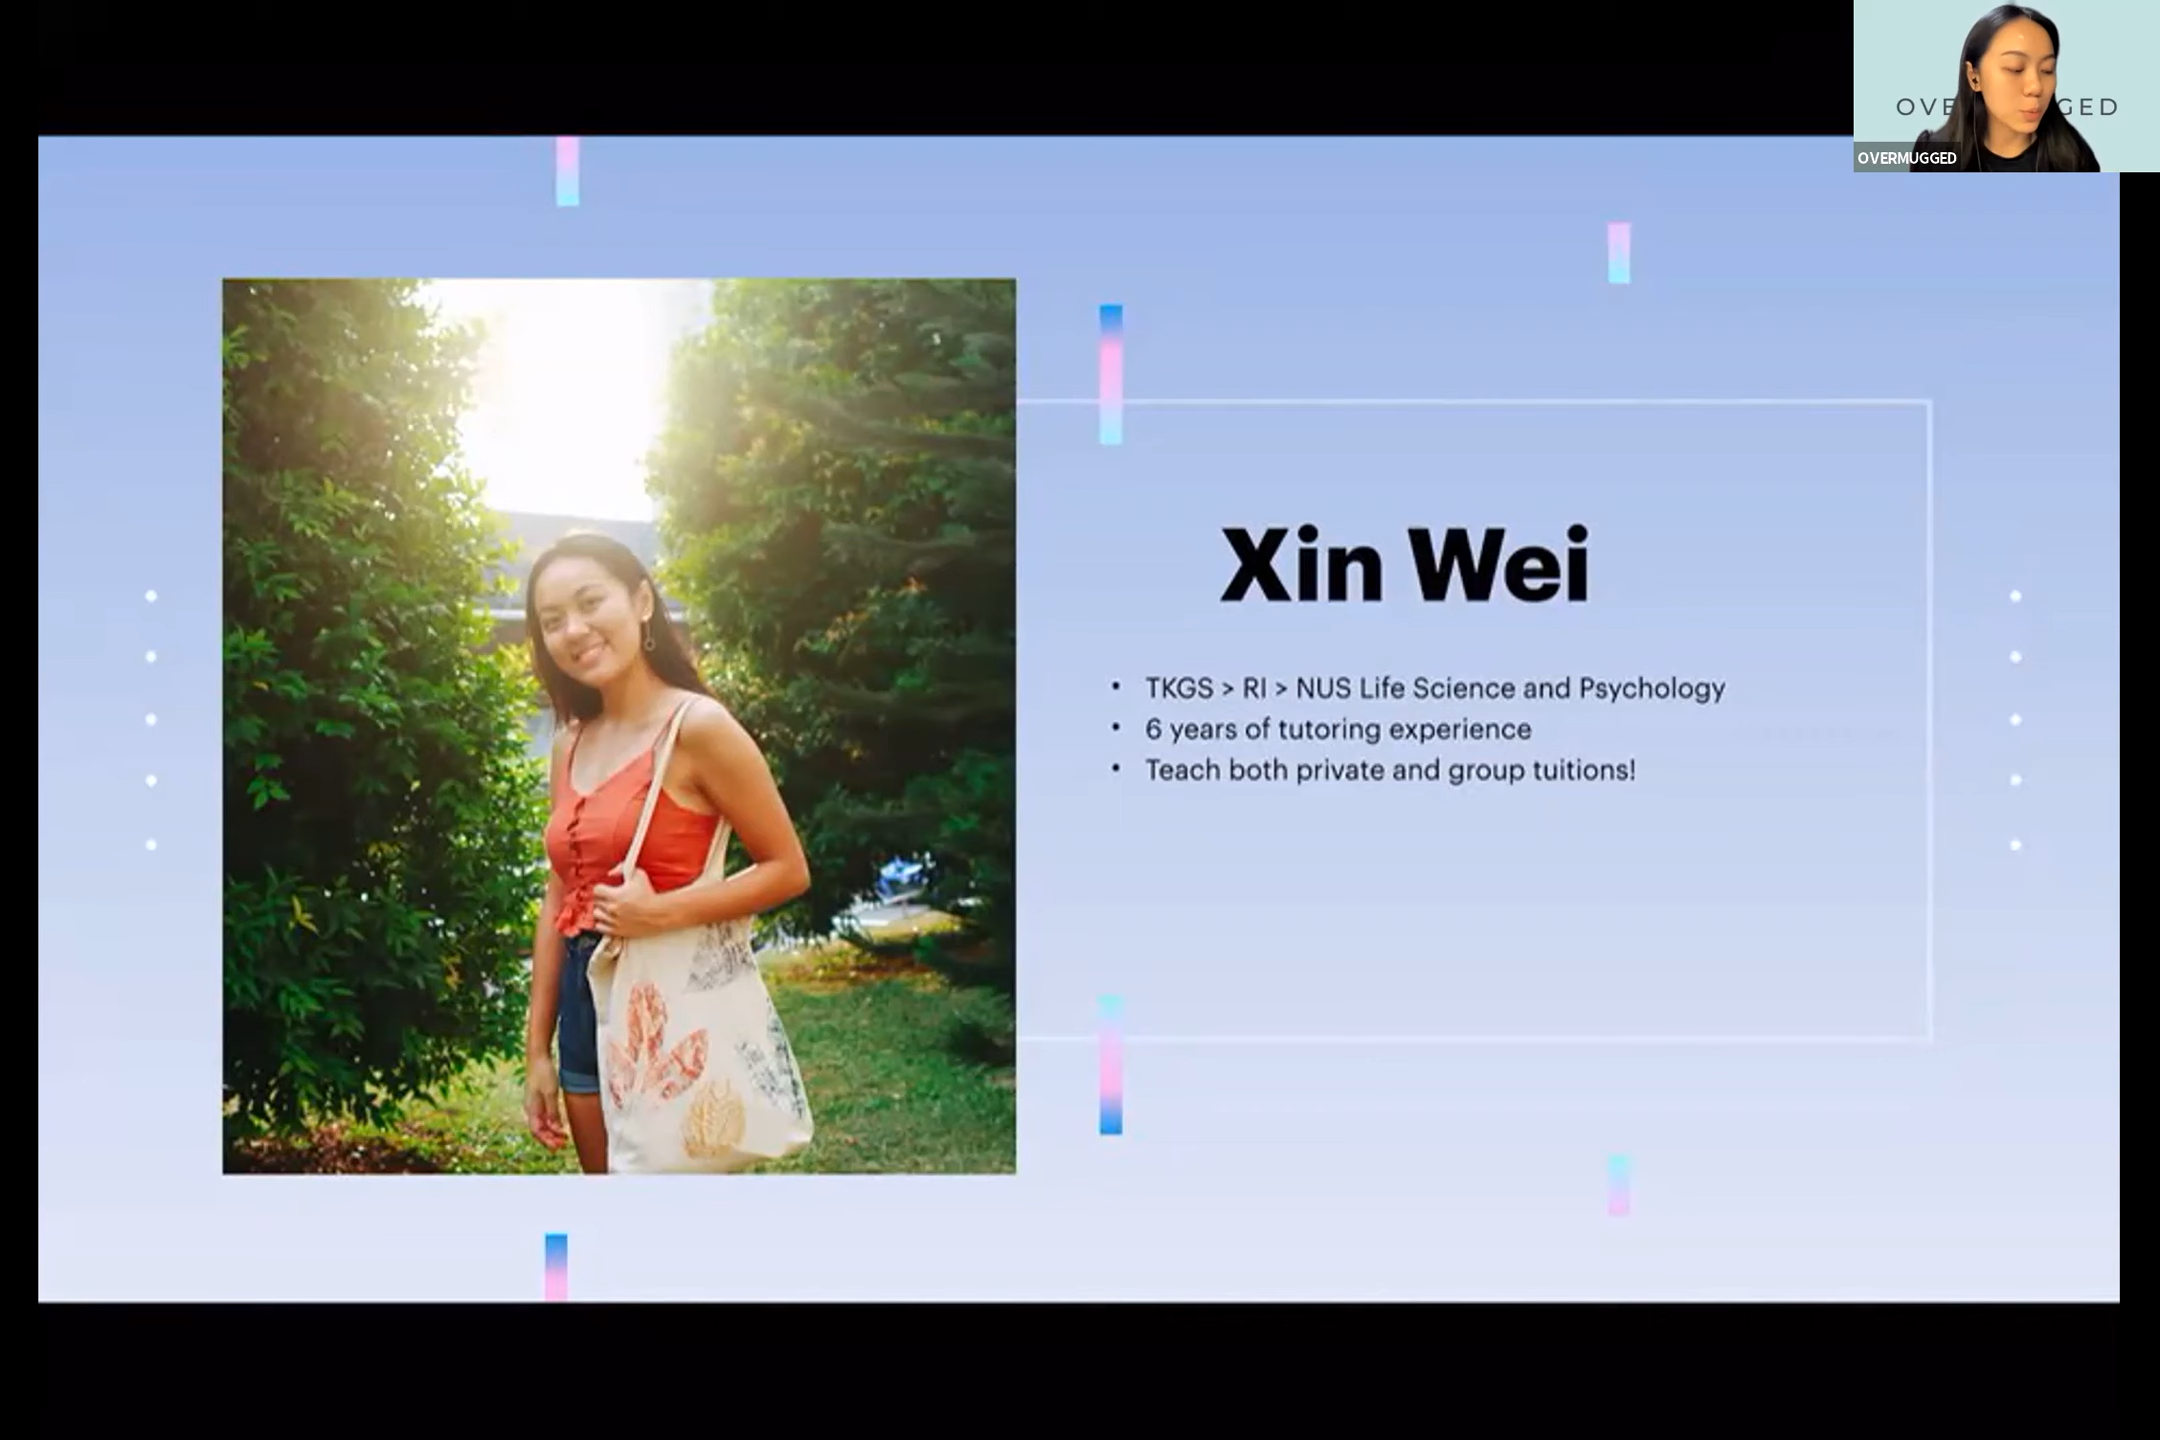 OVERMUGGED
Xin Wei
• TKGS > RI > NUS Life Science and Psychology
• 6 years of tutoring experience
• Teach both private and group tuitions!